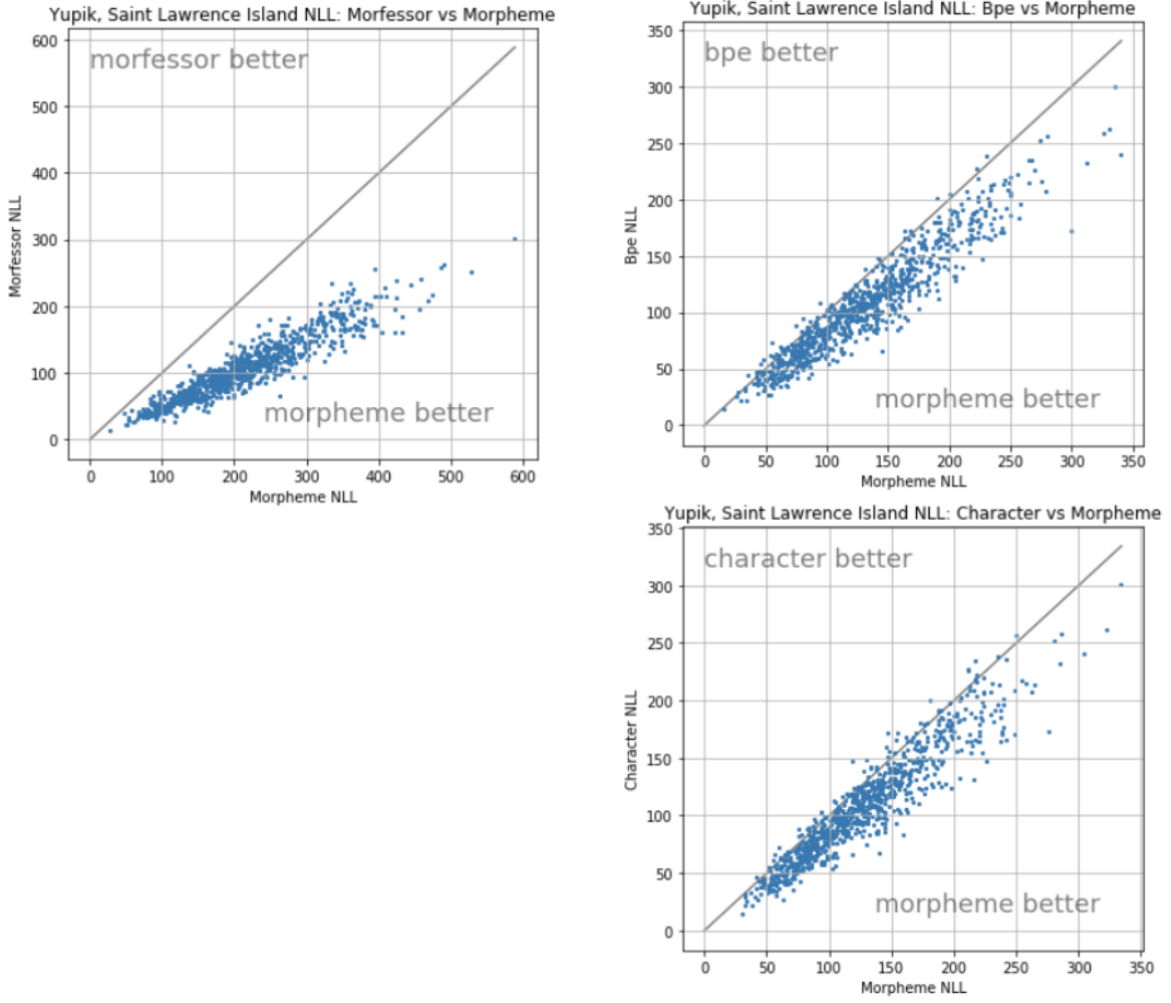 Yupik, Saint Lawrence Island NLL: Morfessor vs Morpheme
600
500
400
300
200
100
0
Morfessor NLL
morfessor better
morpheme better
0 100 200 300 400 500 600
Morpheme NLL
Yupik, Saint Lawrence Island NLL: Bpe vs Morpheme
350
300
250
200
150
100
50
0
Bpe NLL
bpe better
morpheme better
0 50 100 150 200 250 300 350
Morpheme NLL
Yupik, Saint Lawrence Island NLL: Character vs Morpheme
350
300
250
200
150
100
50
0
Character NLL
character better
morpheme better
0 50 100 150 200 250 300 350
Morpheme NLL